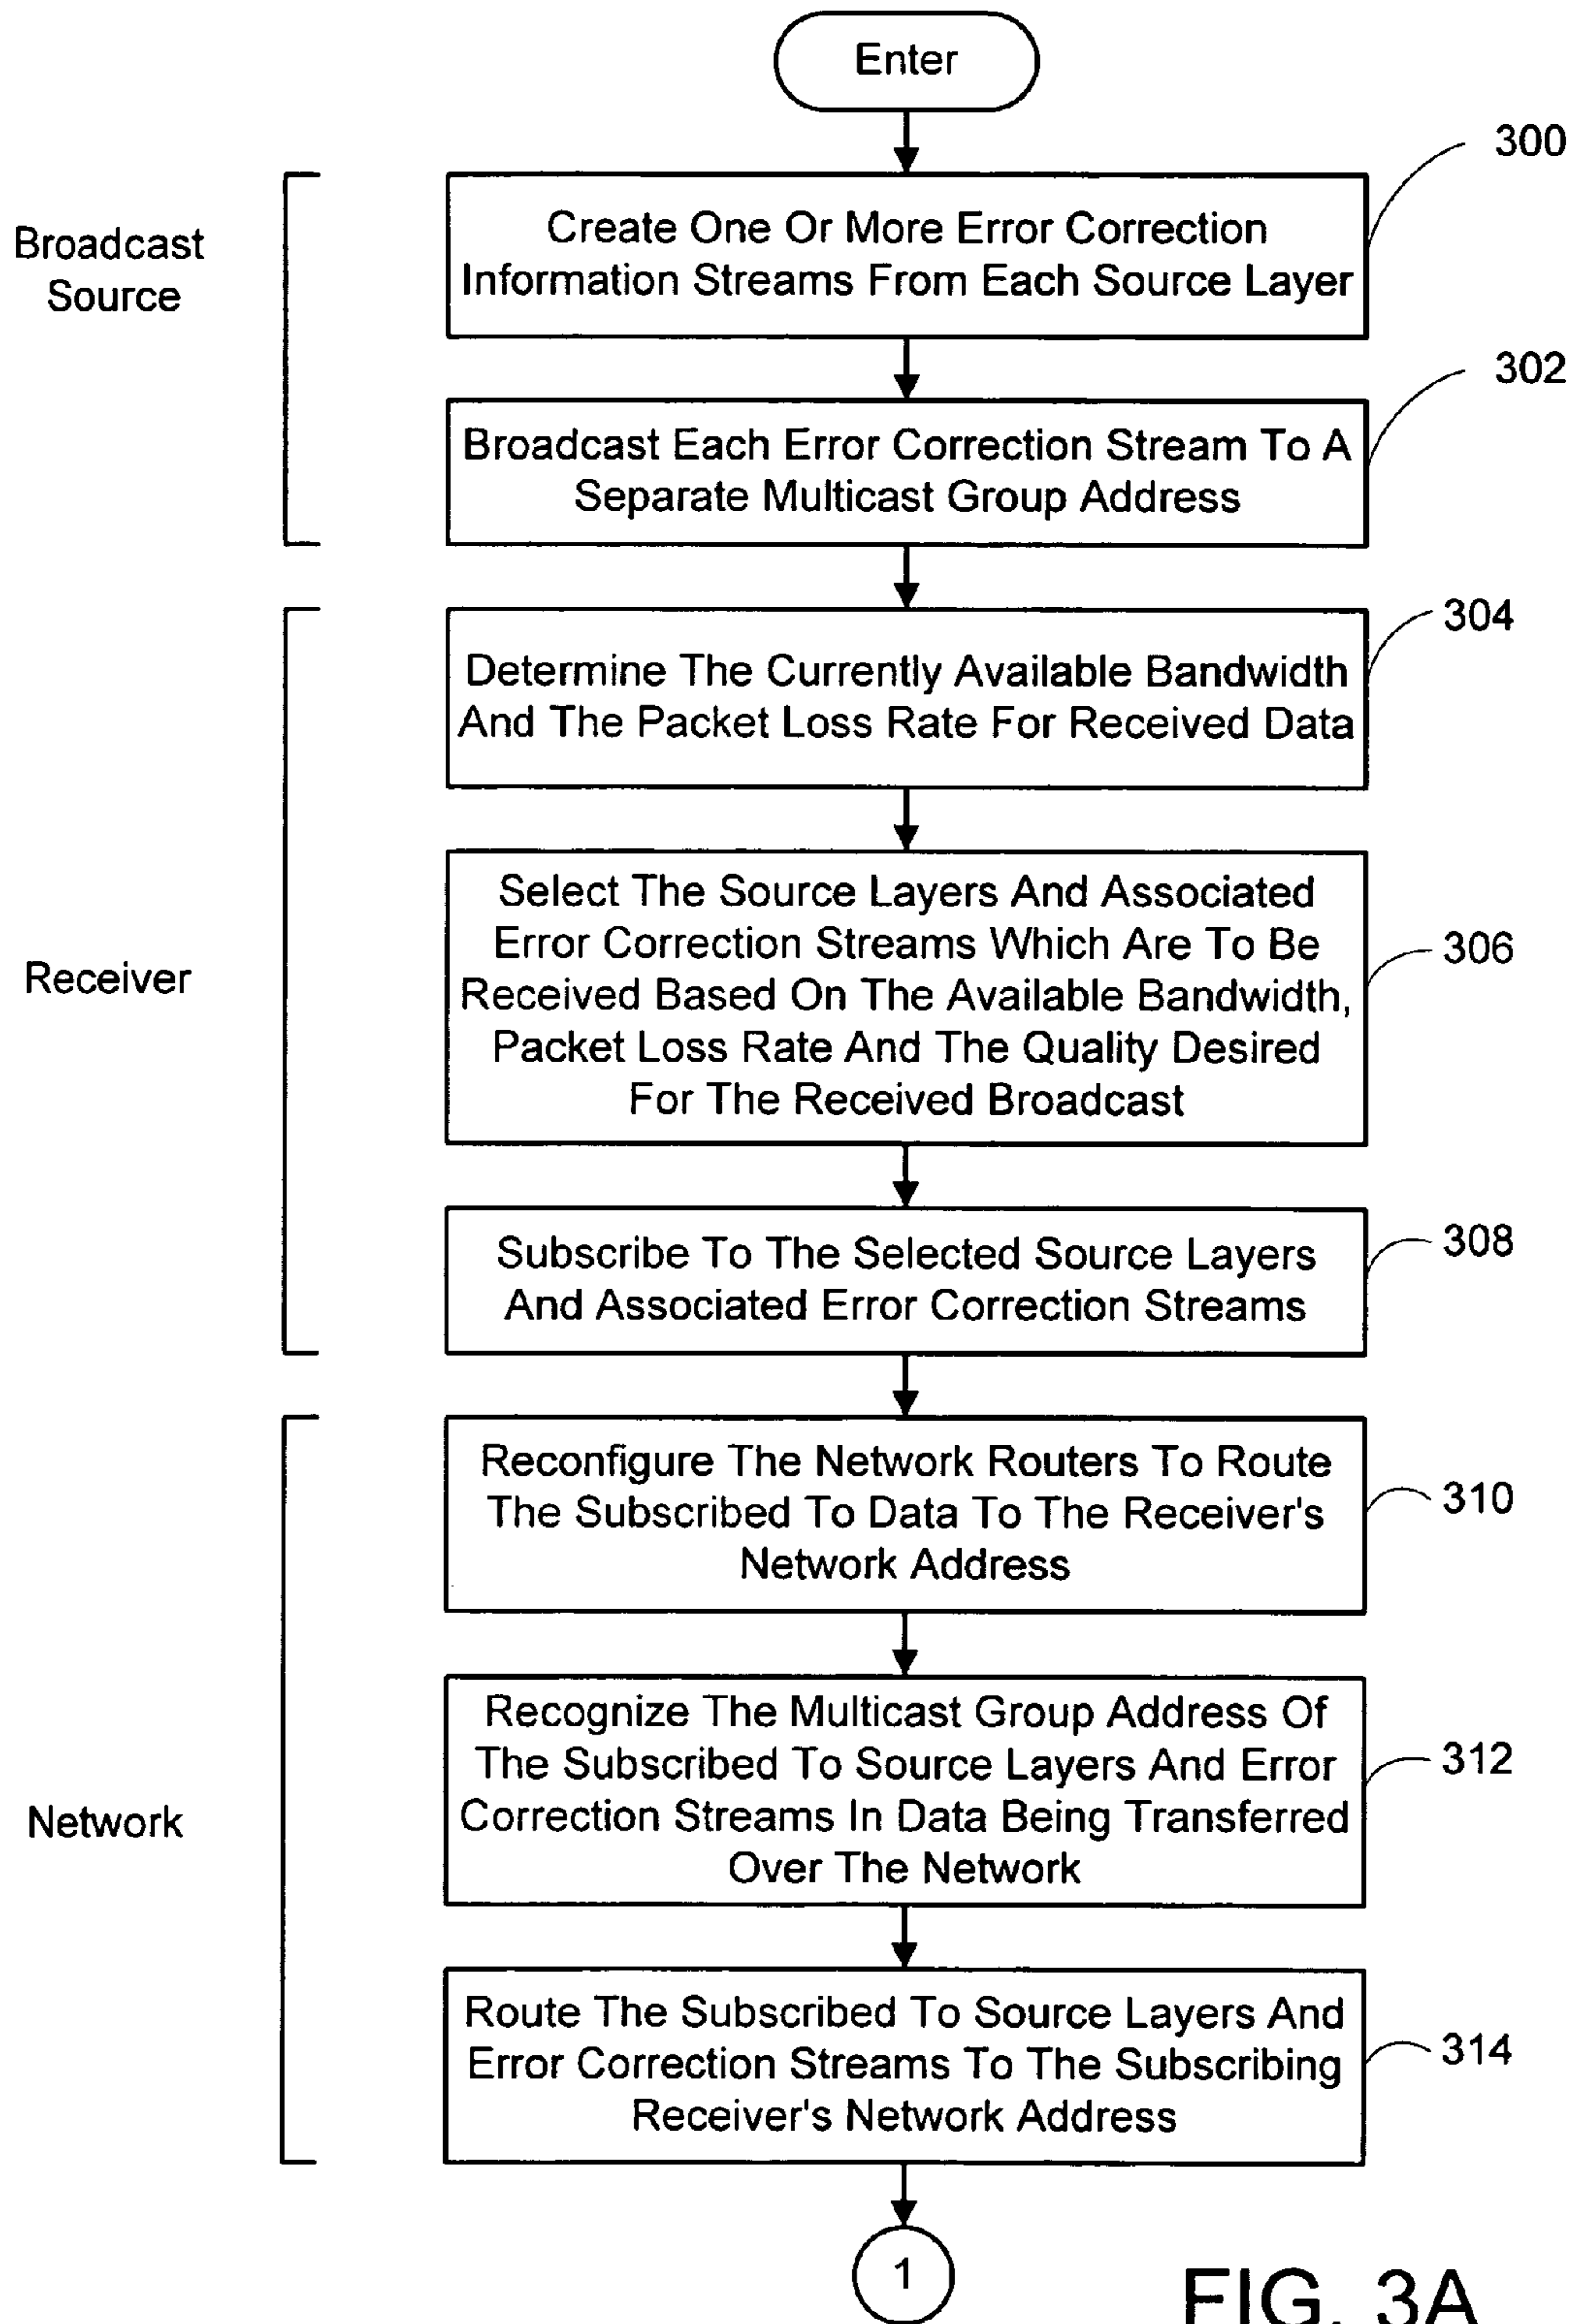 Enter
300
Broadcast
Source
Create One Or More Error Correction
Information Streams From Each Source Layer
302
Broadcast Each Error Correction Stream To A
Separate Multicast Group Address
304
Determine The Currently Available Bandwidth
And The Packet Loss Rate For Received Data
Receiver
Select The Source Layers And Associated
Error Correction Streams Which Are To Be
Received Based On The Available Bandwidth,
Packet Loss Rate And The Quality Desired
For The Received Broadcast
306
Subscribe To The Selected Source Layers
And Associated Error Correction Streams
308
Reconfigure The Network Routers To Route
The Subscribed To Data To The Receiver's
Network Address
310
Network
Recognize The Multicast Group Address Of
The Subscribed To Source Layers And Error
Correction Streams In Data Being Transferred
Over The Network
312
Route The Subscribed To Source Layers And
Error Correction Streams To The Subscribing
Receiver's Network Address
314
1
FIG. 3A